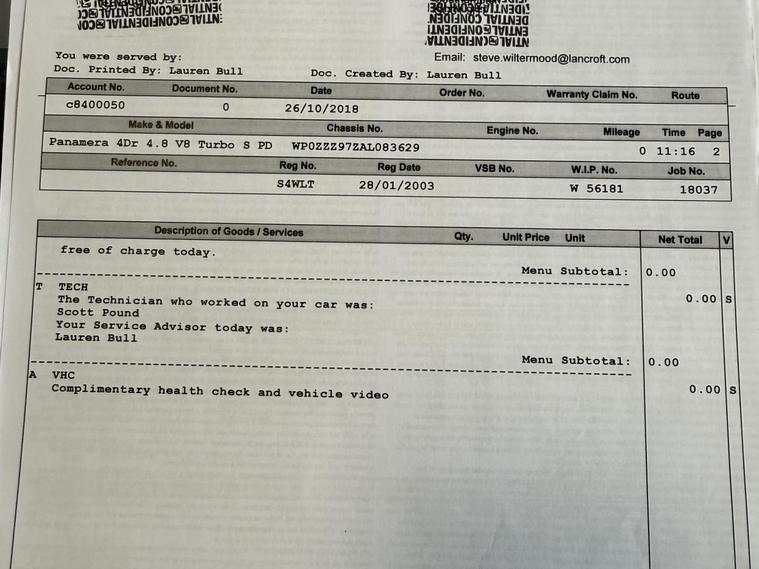 You were served by:
Email: steve.wiltermood@lancroft.com
Doc. Printed By: Lauren Bull Doc. Created By: Lauren Bull
Account No. Document No. Date Order No. Warranty Claim No. Route
c8400050 0 26/10/2018
Make & Model Chassis No. Engine No. Mileage Time Page
Panamera 4Dr 4.8 V8 Turbo S PD WP0ZZZ97ZAL083629 0 11:16 2
Reference No. Reg No. Reg Date VSB No. W.I.P. No. Job No.
S4WLT 28/01/2003 W 56181 18037
Description of Goods / Services Qty. Unit Price Unit Net Total V
free of charge today.
Menu Subtotal: 0.00
T TECH
The Technician who worked on your car was: 0.00 S
Scott Pound
Your Service Advisor today was:
Lauren Bull
Menu Subtotal: 0.00
A VHC
Complimentary health check and vehicle video 0.00 S